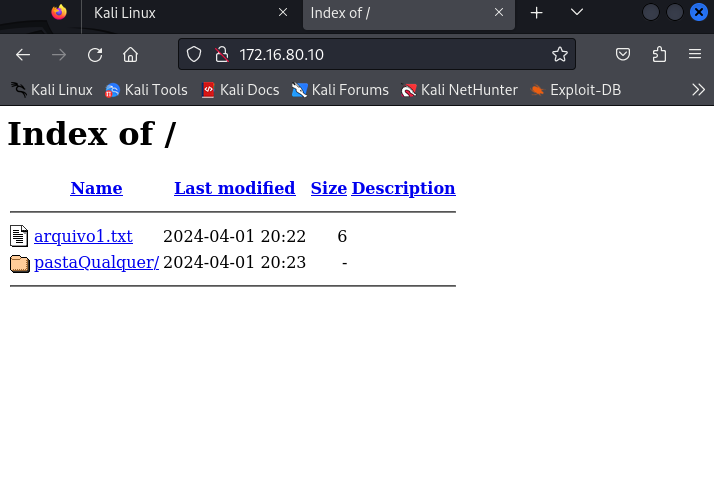 Kali Linux
Index of /
172.16.80.10
Kali Linux Kali Tools Kali Docs Kali Forums Kali NetHunter Exploit-DB
Index of /
Name Last modified Size Description
arquivo1.txt 2024-04-01 20:22 6
pastaQualquer/ 2024-04-01 20:23 -